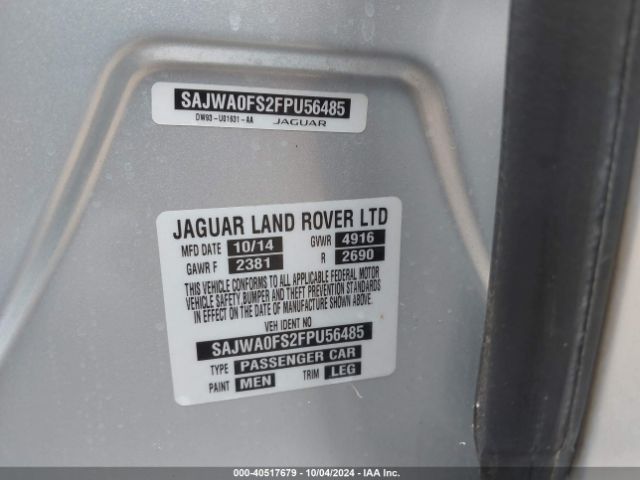 SAJWA0FS2FPU56485
DW93-U01631-AA JAGUAR
JAGUAR LAND ROVER LTD
MFD DATE 10/14 GVWR 4916
GAWR F 2381 R 2690
THIS VEHICLE CONFORMS TO ALL APPLICABLE FEDERAL MOTOR
VEHICLE SAFETY, BUMPER AND THEFT PREVENTION STANDARDS
IN EFFECT ON THE DATE OF MANUFACTURE SHOWN ABOVE.
VEH IDENT NO
SAJWA0FS2FPU56485
TYPE PASSENGER CAR
PAINT MEN TRIM LEG
000-40517679 - 10/04/2024 - IAA Inc.